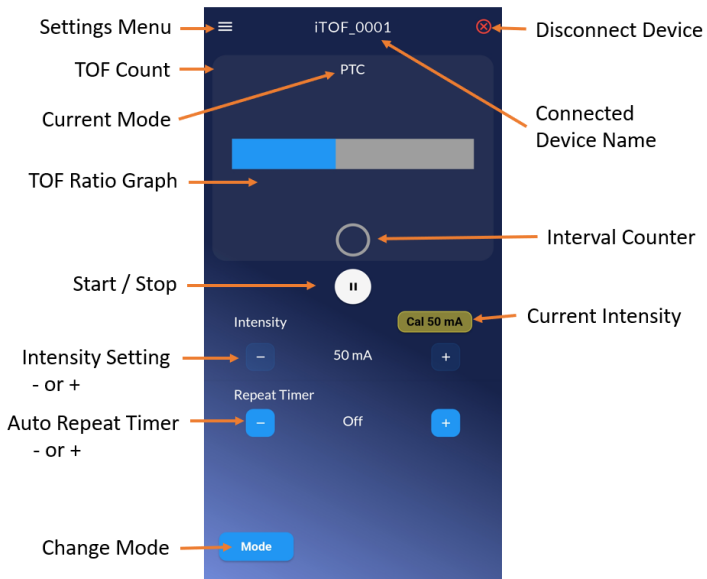 Settings Menu
iTOF_0001
Disconnect Device
TOF Count
PTC
Current Mode
Connected
Device Name
TOF Ratio Graph
Interval Counter
Start / Stop
Intensity
Cal 50 mA
Current Intensity
Intensity Setting
- or +
−
50 mA
+
Repeat Timer
Auto Repeat Timer
- or +
−
Off
+
Change Mode
Mode